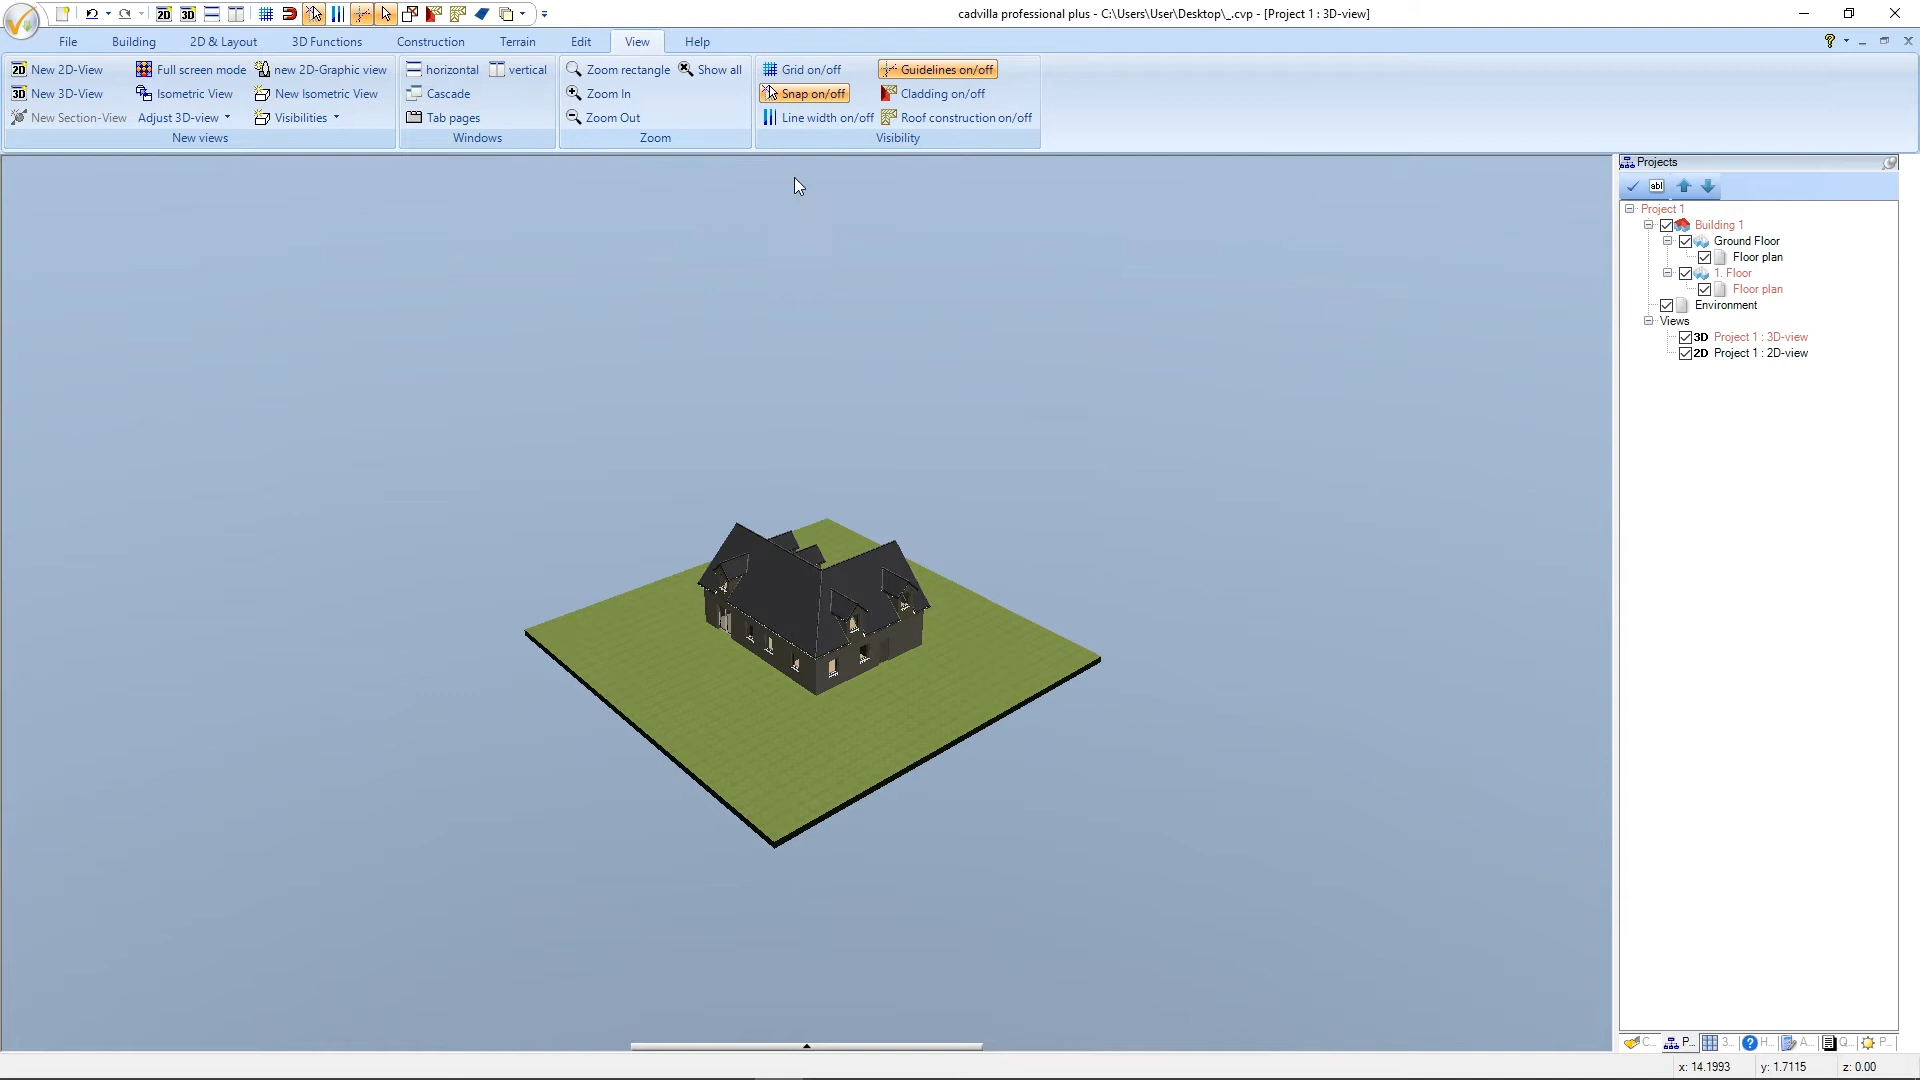 2D 3D
cadvilla professional plus - C:\Users\User\Desktop\_.cvp - [Project 1 : 3D-view]
File Building 2D & Layout 3D Functions Construction Terrain Edit View Help
2D New 2D-View Full screen mode new 2D-Graphic view horizontal vertical Zoom rectangle Show all Grid on/off Guidelines on/off
3D New 3D-View Isometric View New Isometric View Cascade Zoom In Snap on/off Cladding on/off
New Section-View Adjust 3D-view Visibilities Tab pages Zoom Out Line width on/off Roof construction on/off
New views Windows Zoom Visibility
Projects
abl
Project 1
Building 1
Ground Floor
Floor plan
1. Floor
Floor plan
Environment
Views
3D Project 1 : 3D-view
2D Project 1 : 2D-view
C... P... 3... H... A... Q... P...
x: 14.1993 y: 1.7115 z: 0.00